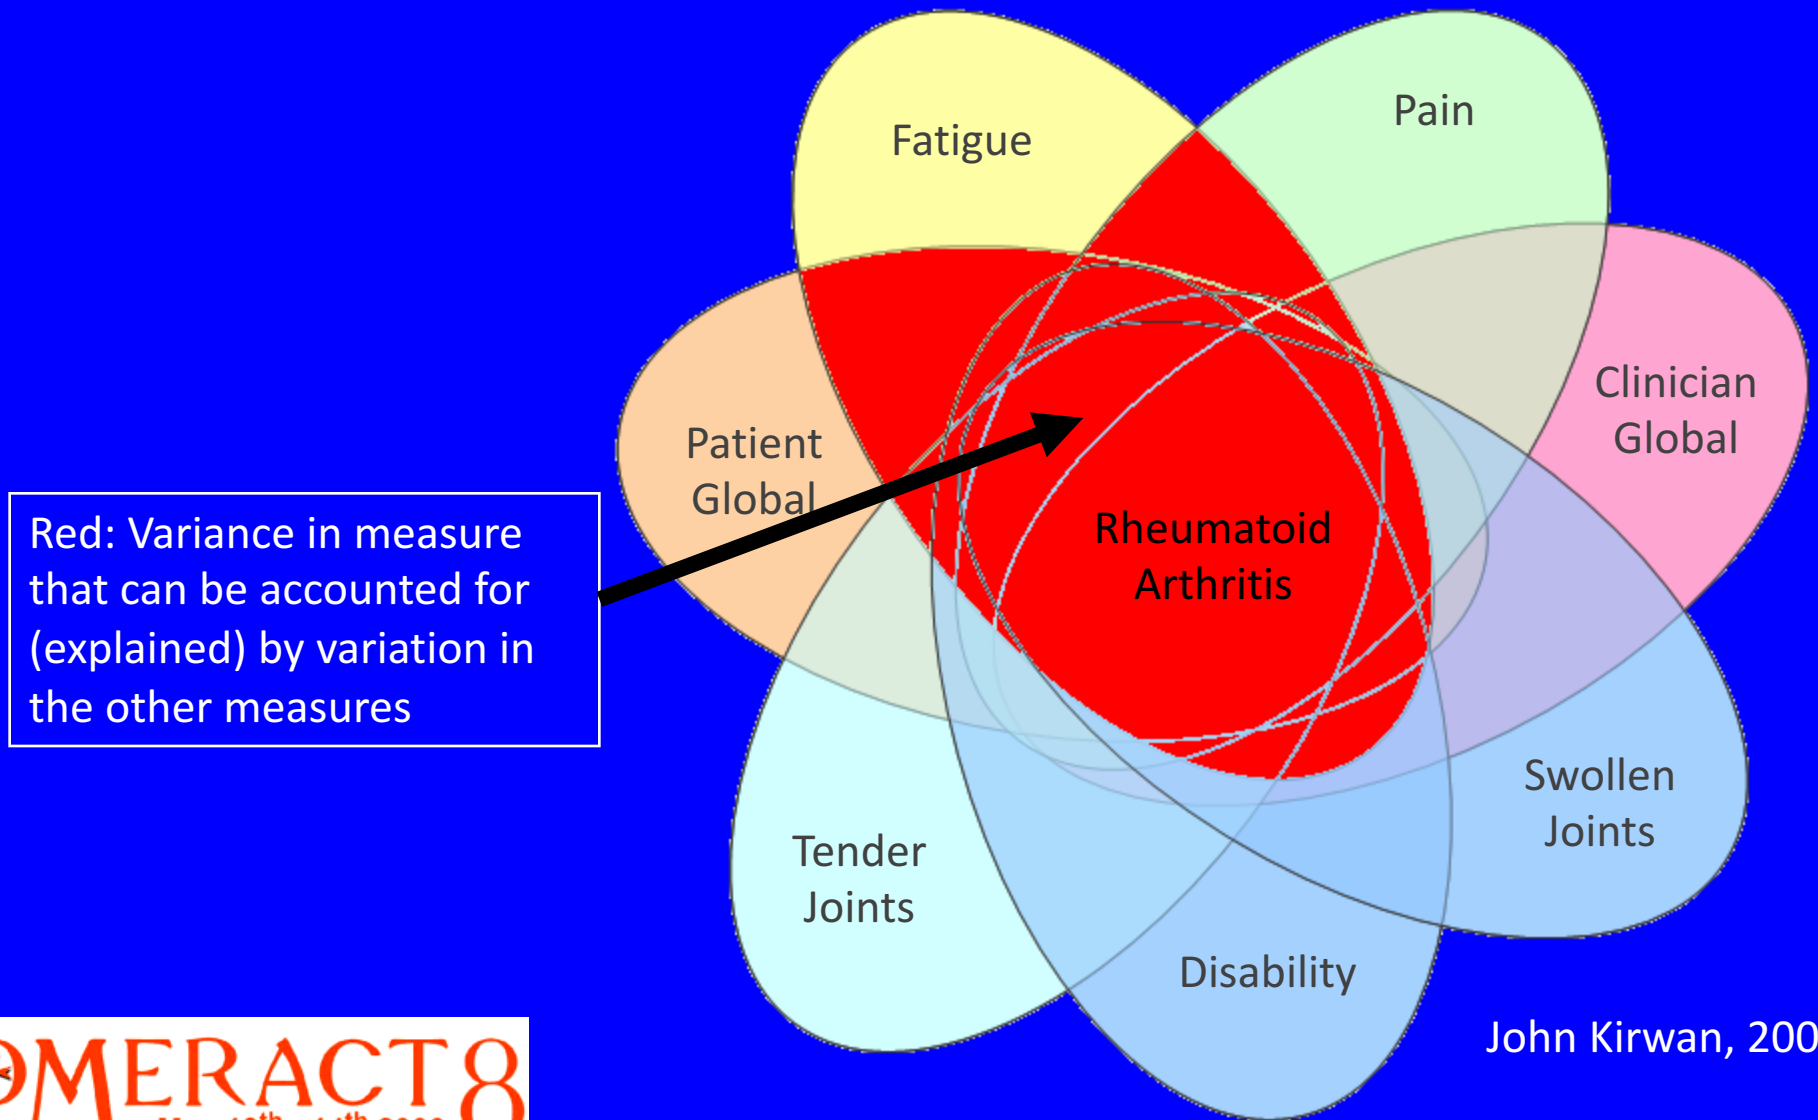 Fatigue
Pain
Clinician
Global
Patient
Global
Rheumatoid
Arthritis
Red: Variance in measure
that can be accounted for
(explained) by variation in
the other measures
Swollen
Joints
Tender
Joints
Disability
John Kirwan, 200
OMERACT 8